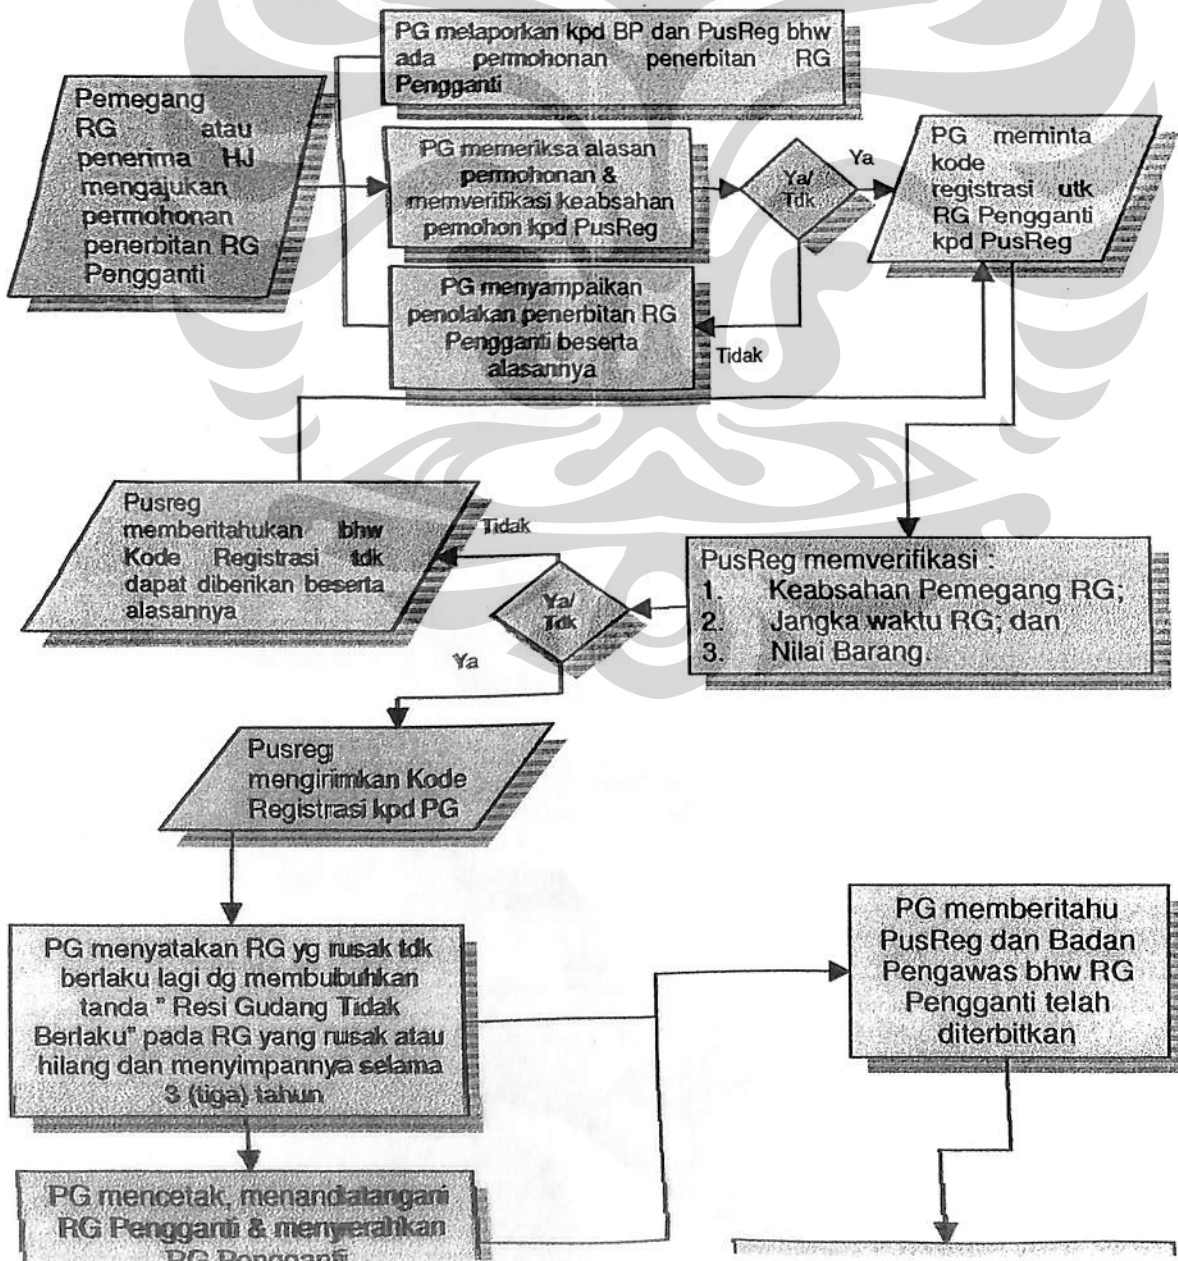 PG melaporkan kpd BP dan PusReg bhw
ada permohonan penerbitan RG
Pengganti
Pemegang
RG atau
penerima HJ
mengajukan
permohonan
penerbitan RG
Pengganti
PG memeriksa alasan
permohonan &
memverifikasi keabsahan
pemohon kpd PusReg
Ya/
Tdk
Ya
PG meminta
kode
registrasi utk
RG Pengganti
kpd PusReg
PG menyampaikan
penolakan penerbitan RG
Pengganti beserta
alasannya
Tidak
Pusreg
memberitahukan bhw
Kode Registrasi tdk
dapat diberikan beserta
alasannya
Tidak
Ya/
Tdk
Ya
PusReg memverifikasi :
1. Keabsahan Pemegang RG;
2. Jangka waktu RG; dan
3. Nilai Barang.
Pusreg
mengirimkan Kode
Registrasi kpd PG
PG menyatakan RG yg rusak tdk
berlaku lagi dg membubuhkan
tanda " Resi Gudang Tidak
Berlaku" pada RG yang rusak atau
hilang dan menyimpannya selama
3 (tiga) tahun
PG memberitahu
PusReg dan Badan
Pengawas bhw RG
Pengganti telah
diterbitkan
PG mencetak, menandatangani
RG Pengganti & menyerahkan
RG Pengganti